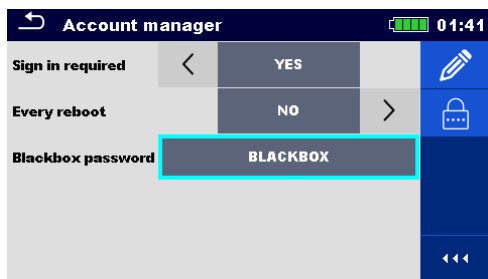 Account manager 01:41
Sign in required YES
Every reboot NO
Blackbox password BLACKBOX